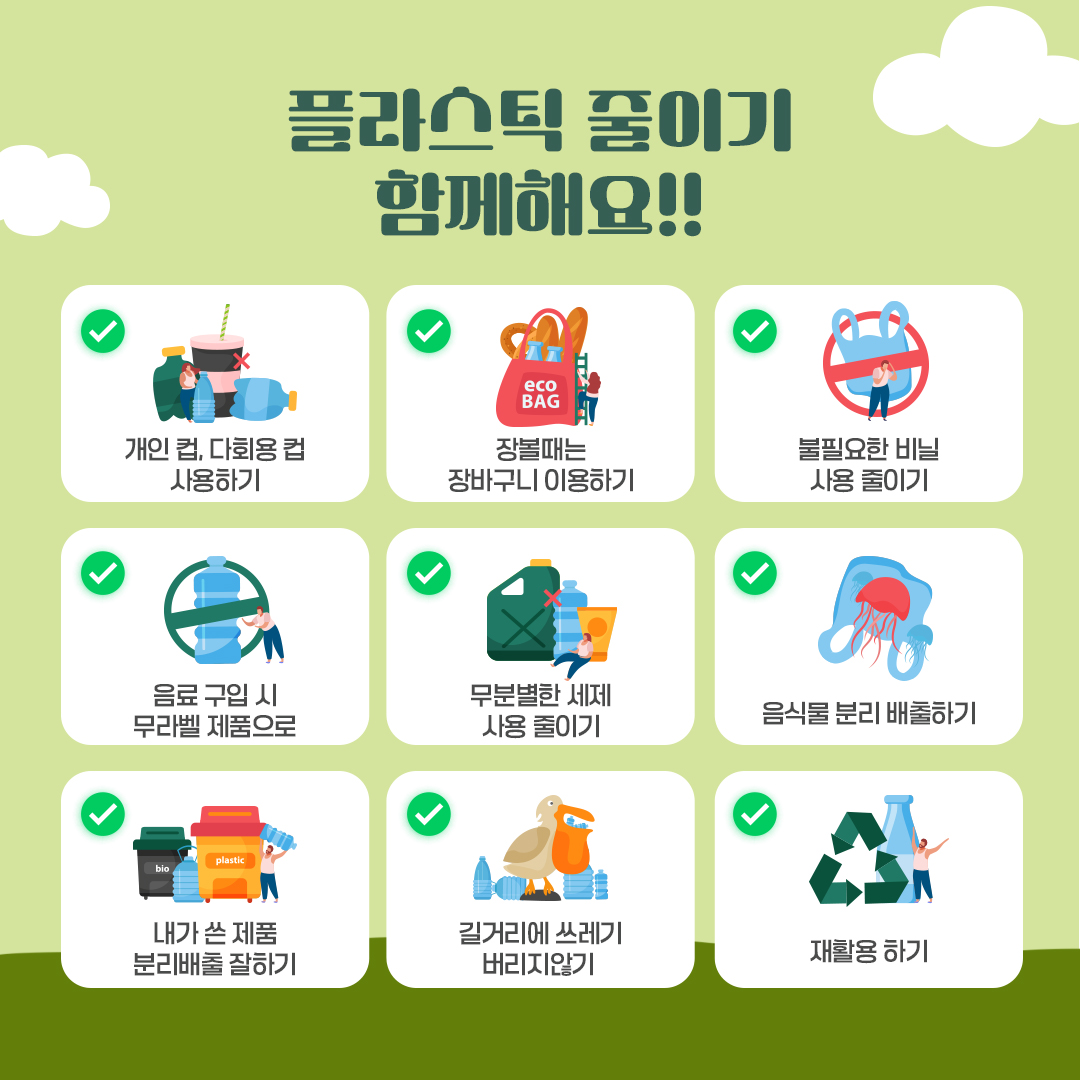 플라스틱 줄이기
함께해요!!
개인 컵, 다회용 컵
사용하기
eco
BAG
장볼때는
장바구니 이용하기
불필요한 비닐
사용 줄이기
음료 구입 시
무라벨 제품으로
무분별한 세제
사용 줄이기
음식물 분리 배출하기
bio
plastic
내가 쓴 제품
분리배출 잘하기
길거리에 쓰레기
버리지않기
재활용 하기